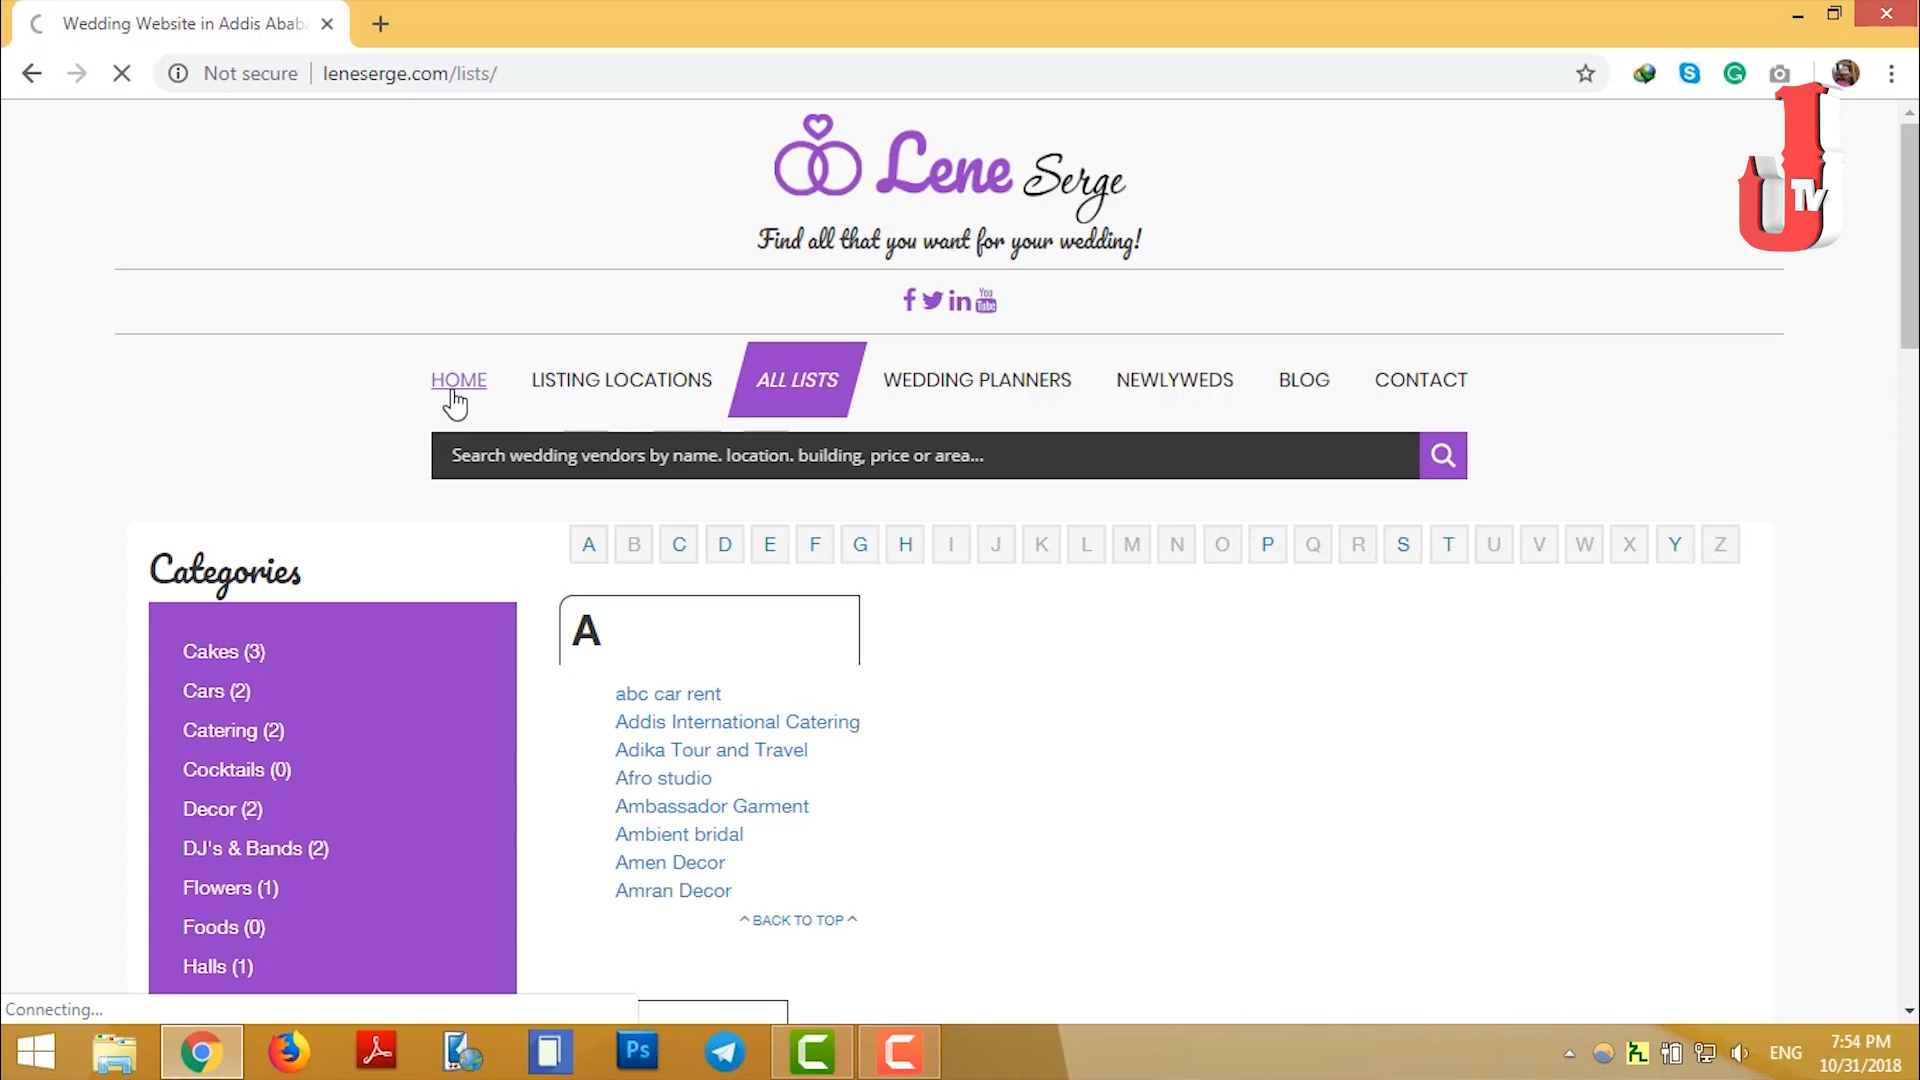 Wedding Website in Addis Abab
Not secure
leneserge.com/lists/
J TV
Lene Serge
Find all that you want for your wedding!
You Tube
HOME
LISTING LOCATIONS
ALL LISTS
WEDDING PLANNERS
NEWLYWEDS
BLOG
CONTACT
Search wedding vendors by name. location. building, price or area...
A B C D E F G H I J K L M N O P Q R S T U V W X Y Z
Categories
Cakes (3)
Cars (2)
Catering (2)
Cocktails (0)
Decor (2)
DJ's & Bands (2)
Flowers (1)
Foods (0)
Halls (1)
A
abc car rent
Addis International Catering
Adika Tour and Travel
Afro studio
Ambassador Garment
Ambient bridal
Amen Decor
Amran Decor
^ BACK TO TOP ^
Connecting...
Ps
ENG
7:54 PM
10/31/2018